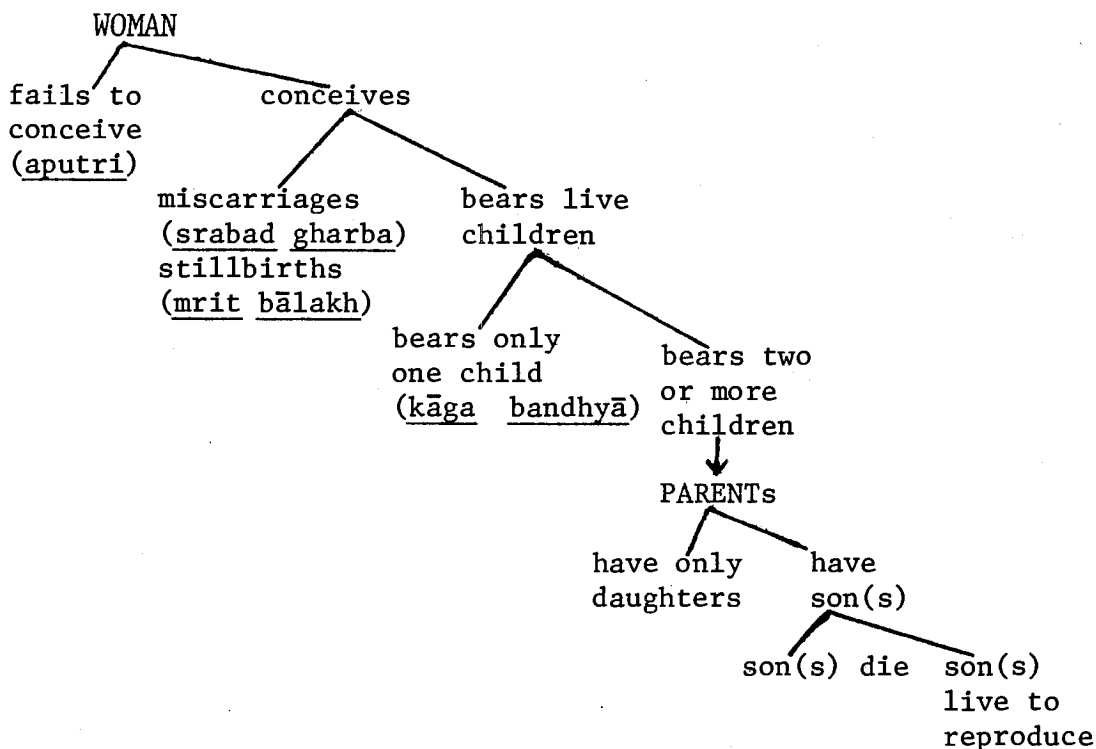 WOMAN
fails to
conceive
(aputri)
conceives
miscarriages
(srabad gharba)
stillbirths
(mrit bālakh)
bears live
children
bears only
one child
(kāga bandhyā)
bears two
or more
children
PARENTs
have only
daughters
have
son(s)
son(s) die
son(s)
live to
reproduce